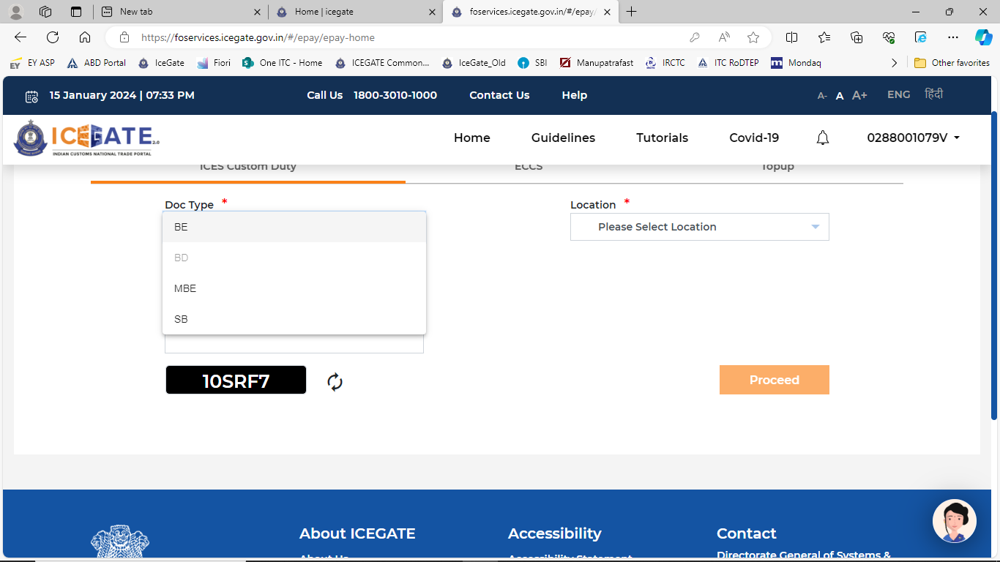 New tab
Home | icegate
foservices.icegate.gov.in/#/epay/
https://foservices.icegate.gov.in/#/epay/epay-home
EY EY ASP
ABD Portal
IceGate
Fiori
One ITC - Home
ICEGATE Common...
IceGate_Old
SBI
Manupatrafast
IRCTC
ITC RoDTEP
Mondaq
Other favorites
15 January 2024 | 07:33 PM
Call Us 1800-3010-1000
Contact Us
Help
A- A A+
ENG हिंदी
ICEGATE 2.0
INDIAN CUSTOMS NATIONAL TRADE PORTAL
Home
Guidelines
Tutorials
Covid-19
0288001079V
ICES Custom Duty
ECCS
Topup
Doc Type *
Location *
BE
Please Select Location
BD
MBE
SB
10SRF7
Proceed
About ICEGATE
Accessibility
Contact
About Us
Accessibility Statement
Directorate General of Systems &